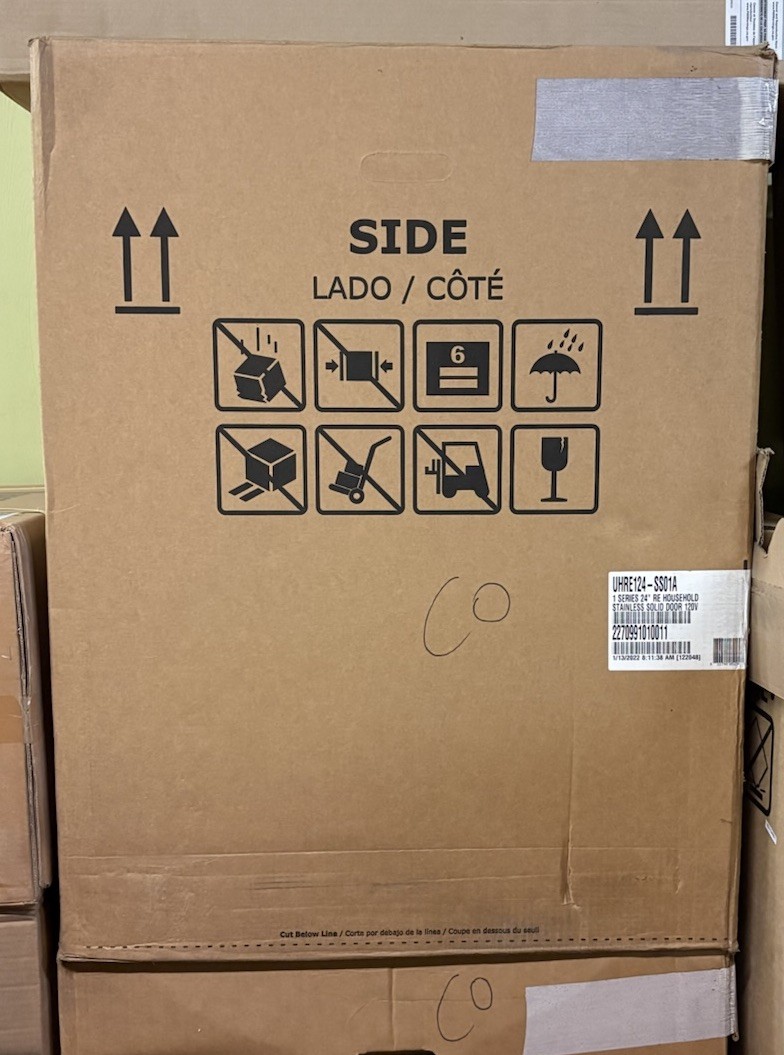 SIDE
LADO / CÔTÉ
6
CO
UHRE124-SS01A
1 SERIES 24" RE HOUSEHOLD
STAINLESS SOLID DOOR 120V
2270991010011
1/13/2022 8:11:38 AM [122048]
Cut Below Line / Corte por debajo de la línea / Coupe en dessous du seuil
CO